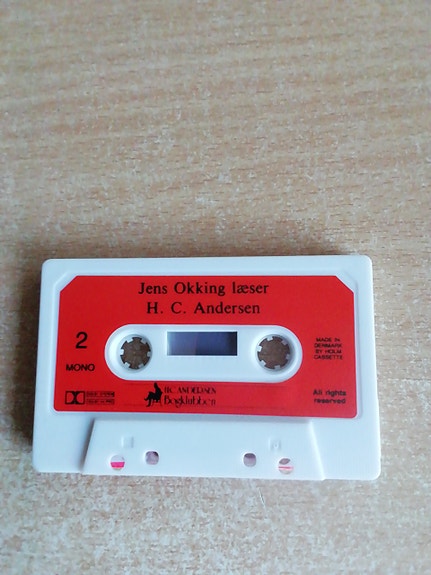 Jens Okking læser
H. C. Andersen
2
MONO
MADE IN
DENMARK
BY HOLM
CASSETTE
H.C. ANDERSEN
Bogklubben
All rights
reserved